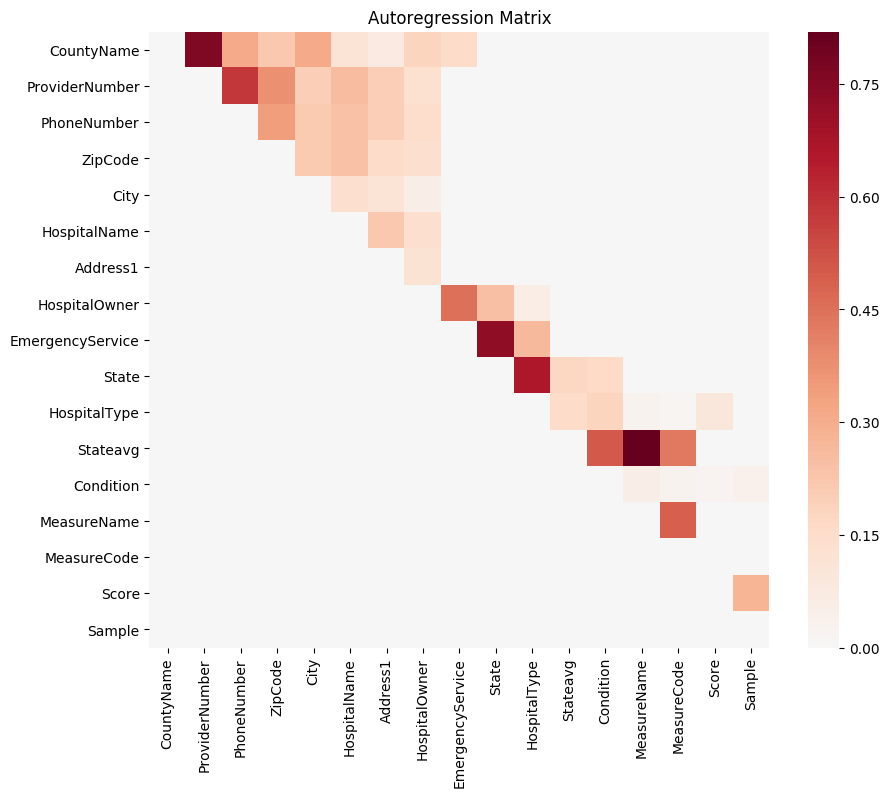 Autoregression Matrix
CountyName
ProviderNumber
PhoneNumber
ZipCode
City
HospitalName
Address1
HospitalOwner
EmergencyService
State
HospitalType
Stateavg
Condition
MeasureName
MeasureCode
Score
Sample
CountyName
ProviderNumber
PhoneNumber
ZipCode
City
HospitalName
Address1
HospitalOwner
EmergencyService
State
HospitalType
Stateavg
Condition
MeasureName
MeasureCode
Score
Sample
0.75
0.60
0.45
0.30
0.15
0.00